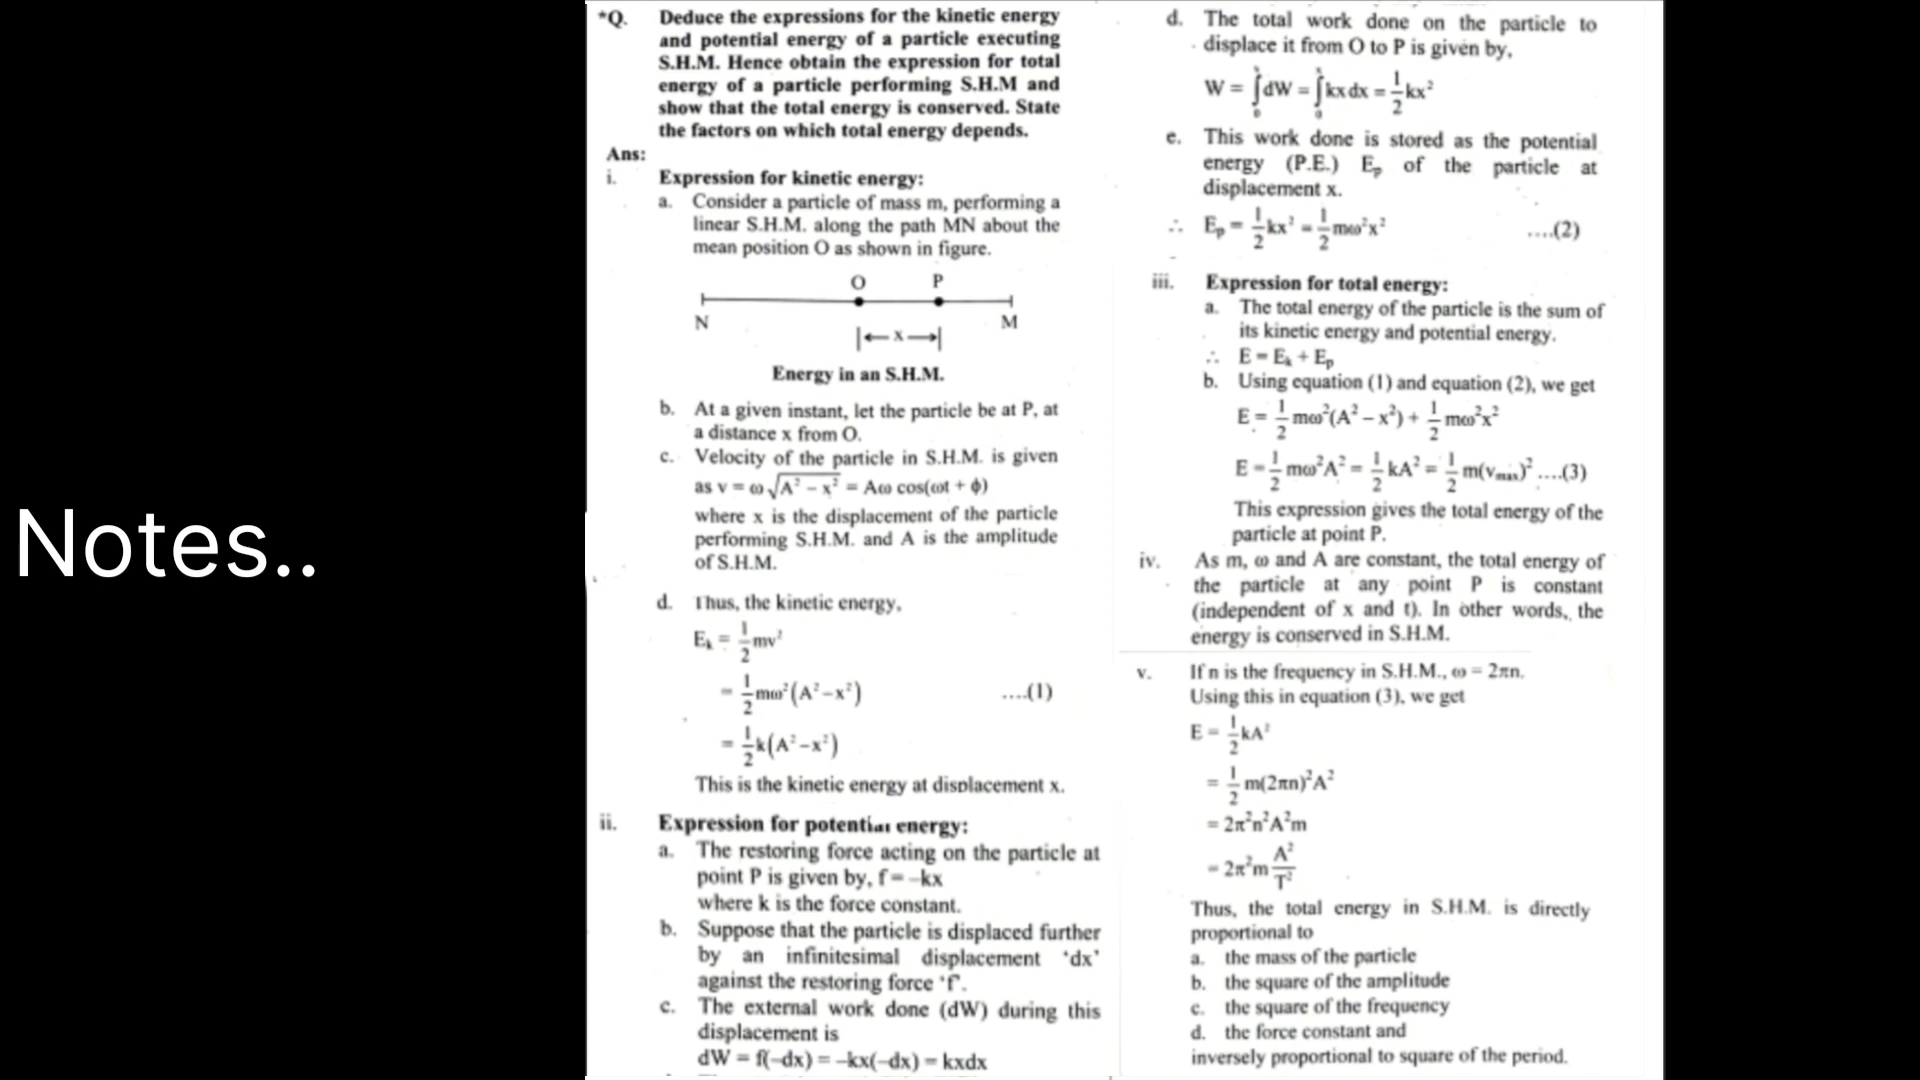 Notes..
*Q. Deduce the expressions for the kinetic energy
and potential energy of a particle executing
S.H.M. Hence obtain the expression for total
energy of a particle performing S.H.M and
show that the total energy is conserved. State
the factors on which total energy depends.
Ans:
i. Expression for kinetic energy:
a. Consider a particle of mass m, performing a
linear S.H.M. along the path MN about the
mean position O as shown in figure.
O P
N M
x
Energy in an S.H.M.
b. At a given instant, let the particle be at P, at
a distance x from O.
c. Velocity of the particle in S.H.M. is given
as v = ω√(A² – x²) = Aω cos(ωt + ϕ)
where x is the displacement of the particle
performing S.H.M. and A is the amplitude
of S.H.M.
d. Thus, the kinetic energy,
Eₖ = 1/2 mv²
= 1/2 mω²(A²–x²) ....(1)
= 1/2 k(A²–x²)
This is the kinetic energy at displacement x.
ii. Expression for potential energy:
a. The restoring force acting on the particle at
point P is given by, f = –kx
where k is the force constant.
b. Suppose that the particle is displaced further
by an infinitesimal displacement ‘dx’
against the restoring force ‘f’.
c. The external work done (dW) during this
displacement is
dW = f(–dx) = –kx(–dx) = kxdx
d. The total work done on the particle to
displace it from O to P is given by,
W = ∫₀ˣ dW = ∫₀ˣ kx dx = 1/2 kx²
e. This work done is stored as the potential
energy (P.E.) Eₚ of the particle at
displacement x.
∴ Eₚ = 1/2 kx² = 1/2 mω²x² ....(2)
iii. Expression for total energy:
a. The total energy of the particle is the sum of
its kinetic energy and potential energy.
∴ E = Eₖ + Eₚ
b. Using equation (1) and equation (2), we get
E = 1/2 mω²(A² – x²) + 1/2 mω²x²
E = 1/2 mω²A² = 1/2 kA² = 1/2 m(vₘₐₓ)² ....(3)
This expression gives the total energy of the
particle at point P.
iv. As m, ω and A are constant, the total energy of
the particle at any point P is constant
(independent of x and t). In other words, the
energy is conserved in S.H.M.
v. If n is the frequency in S.H.M., ω = 2πn.
Using this in equation (3), we get
E = 1/2 kA²
= 1/2 m(2πn)²A²
= 2π²n²A²m
= 2π²m A²/T²
Thus, the total energy in S.H.M. is directly
proportional to
a. the mass of the particle
b. the square of the amplitude
c. the square of the frequency
d. the force constant and
inversely proportional to square of the period.